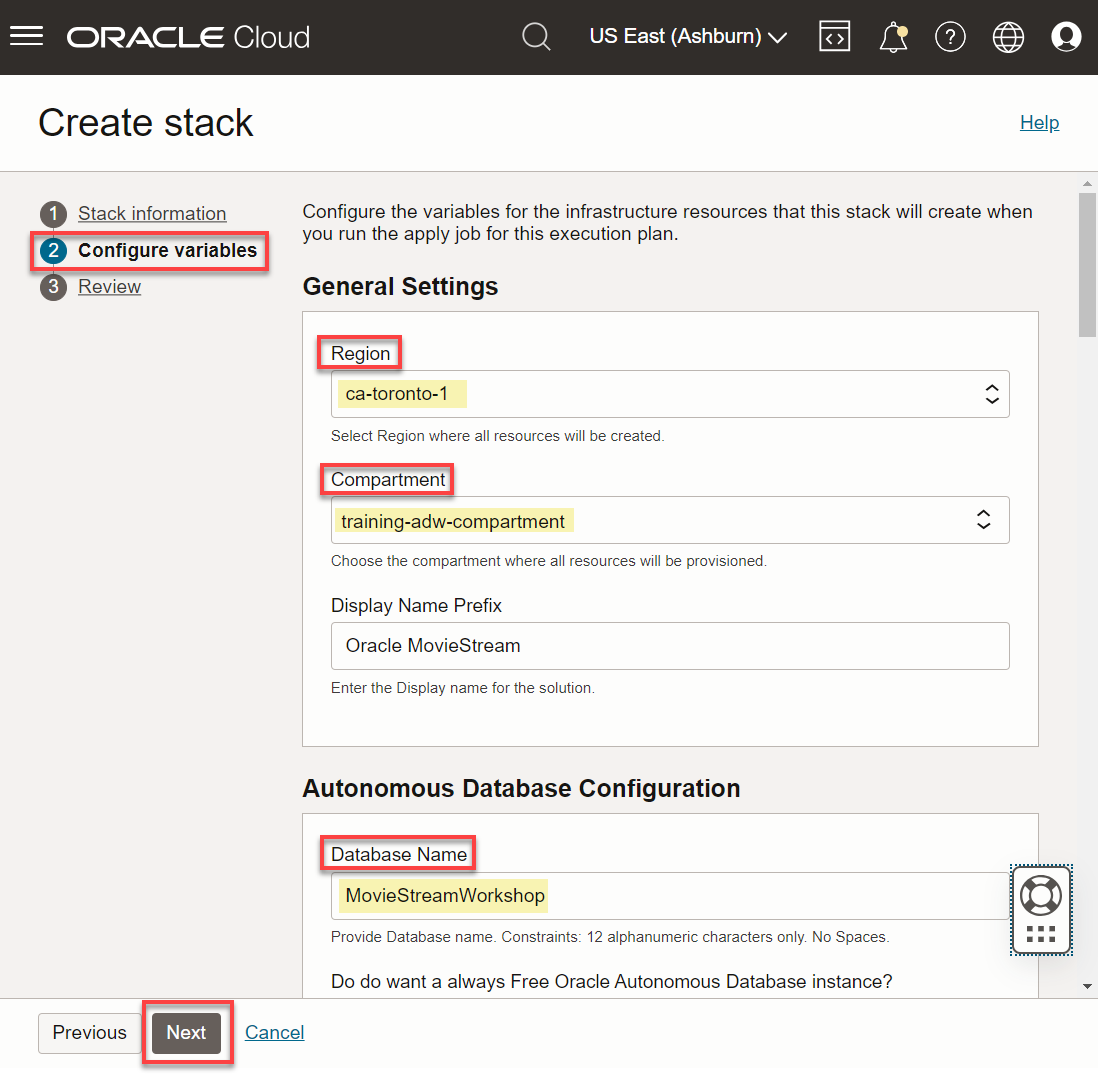 ORACLE Cloud
US East (Ashburn)
Create stack
Help
1 Stack information
2 Configure variables
3 Review
Configure the variables for the infrastructure resources that this stack will create when
you run the apply job for this execution plan.
General Settings
Region
ca-toronto-1
Select Region where all resources will be created.
Compartment
training-adw-compartment
Choose the compartment where all resources will be provisioned.
Display Name Prefix
Oracle MovieStream
Enter the Display name for the solution.
Autonomous Database Configuration
Database Name
MovieStreamWorkshop
Provide Database name. Constraints: 12 alphanumeric characters only. No Spaces.
Do do want a always Free Oracle Autonomous Database instance?
Previous Next Cancel